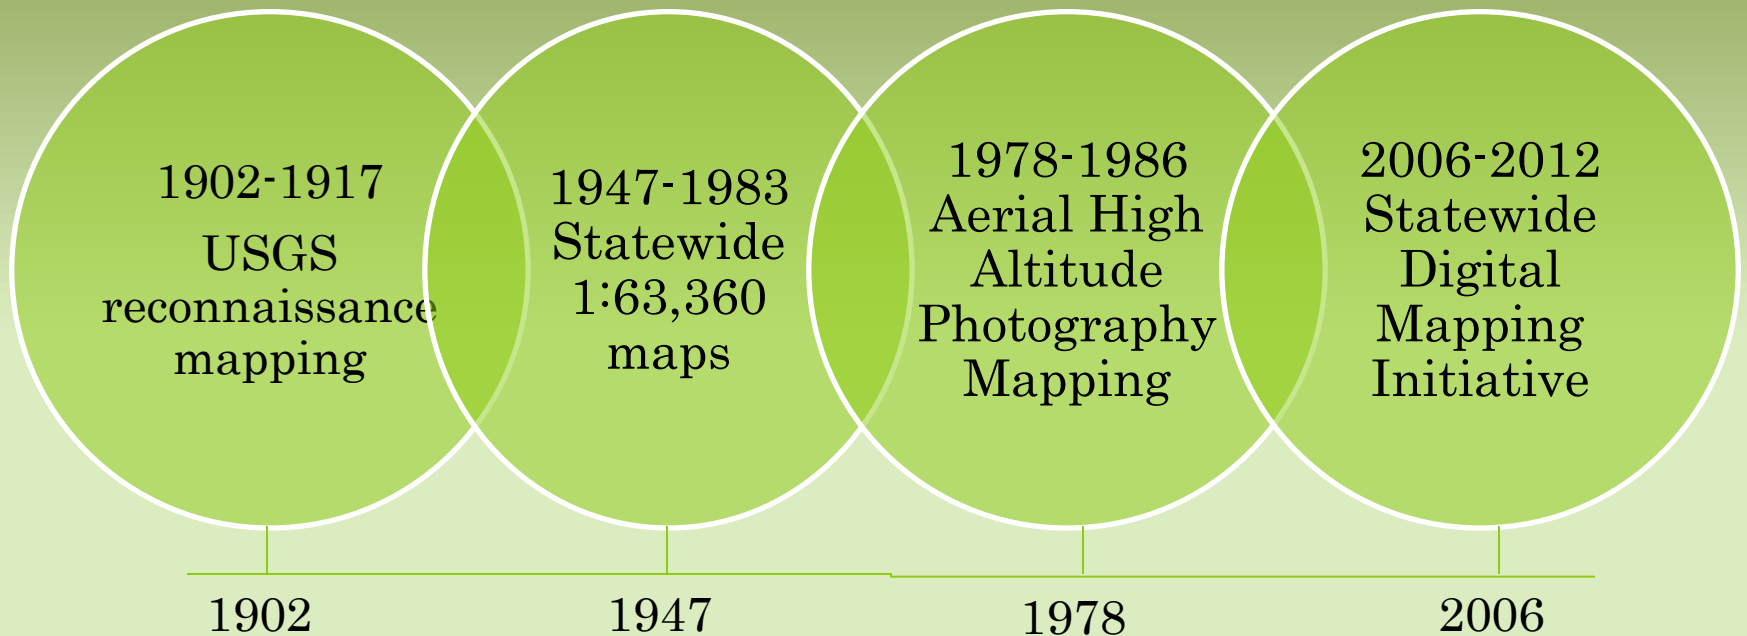 1902-1917
USGS
reconnaissance
mapping
1947-1983
Statewide
1:63,360
maps
1978-1986
Aerial High
Altitude
Photography
Mapping
2006-2012
Statewide
Digital
Mapping
Initiative
1902
1947
1978
2006